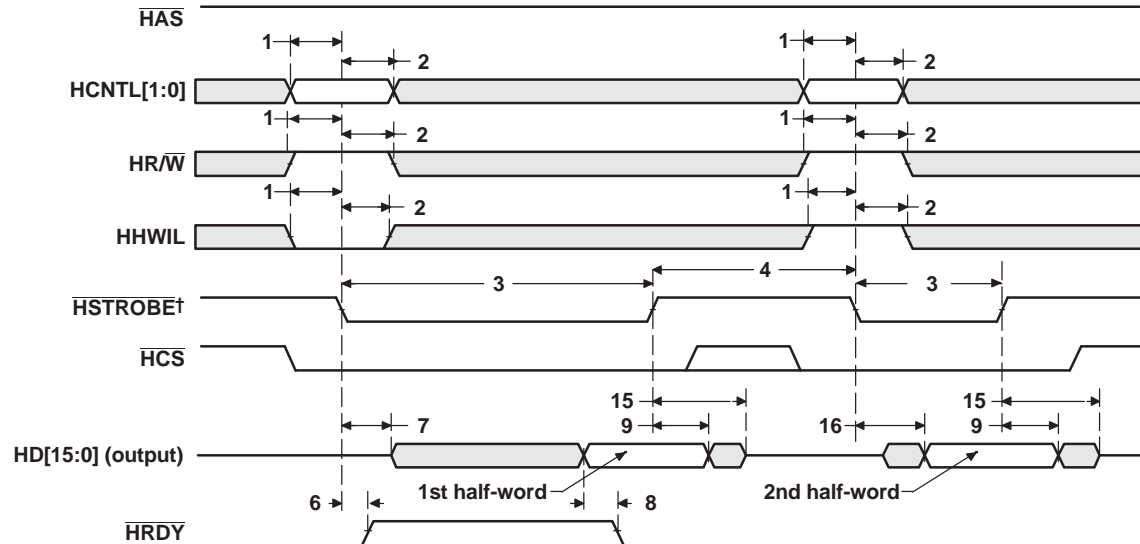 HAS
1
2
1
2
HCNTL[1:0]
1
2
1
2
HR/W
1
2
1
2
HHWIL
3
4
3
HSTROBE†
HCS
15
15
7
9
16
9
HD[15:0] (output)
1st half-word
2nd half-word
6
8
HRDY